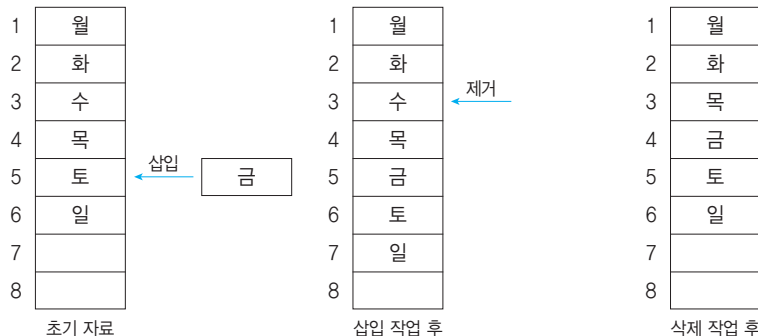 1 월 1 월 1 월
2 화 2 화 2 화
3 수 3 수 제거 3 목
4 목 4 목 4 금
5 토 삽입 금 5 금 5 토
6 일 6 토 6 일
7 7 일 7
8 8 8
초기 자료 삽입 작업 후 삭제 작업 후